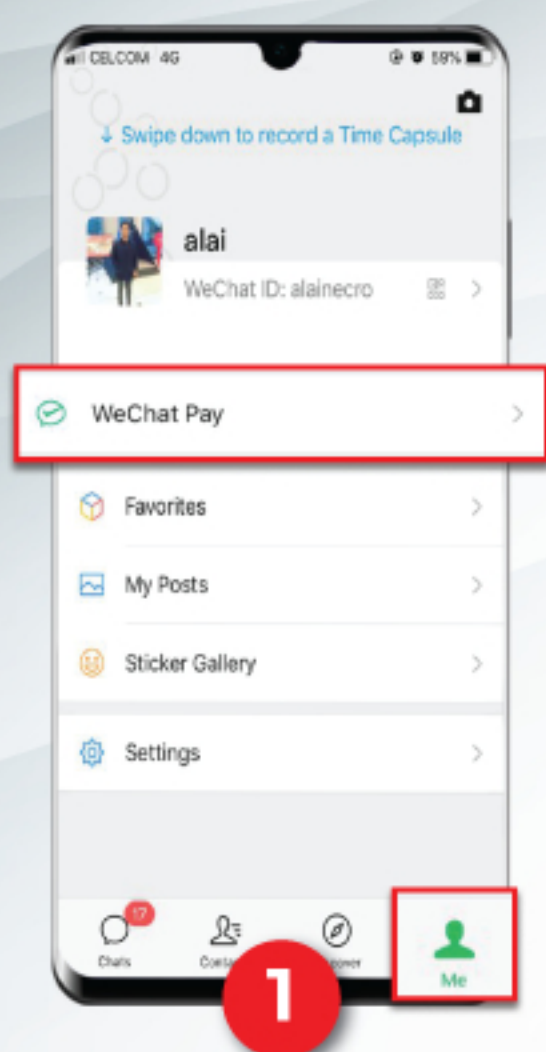 CELCOM 4G
59%
↓ Swipe down to record a Time Capsule
alai
WeChat ID: alainecro
WeChat Pay
Favorites
My Posts
Sticker Gallery
Settings
17
Chats
Me
1